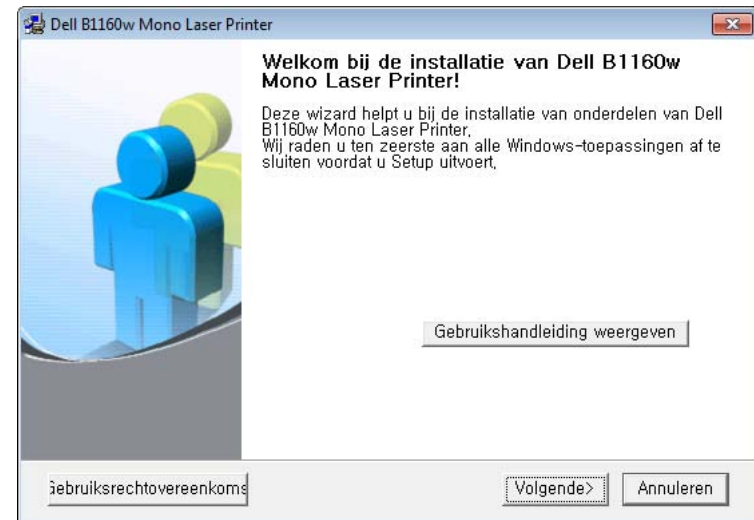 Dell B1160w Mono Laser Printer
Welkom bij de installatie van Dell B1160w
Mono Laser Printer!
Deze wizard helpt u bij de installatie van onderdelen van Dell
B1160w Mono Laser Printer,
Wij raden u ten zeerste aan alle Windows-toepassingen af te
sluiten voordat u Setup uitvoert,
Gebruikshandleiding weergeven
Gebruiksrechtovereenkoms
Volgende>
Annuleren